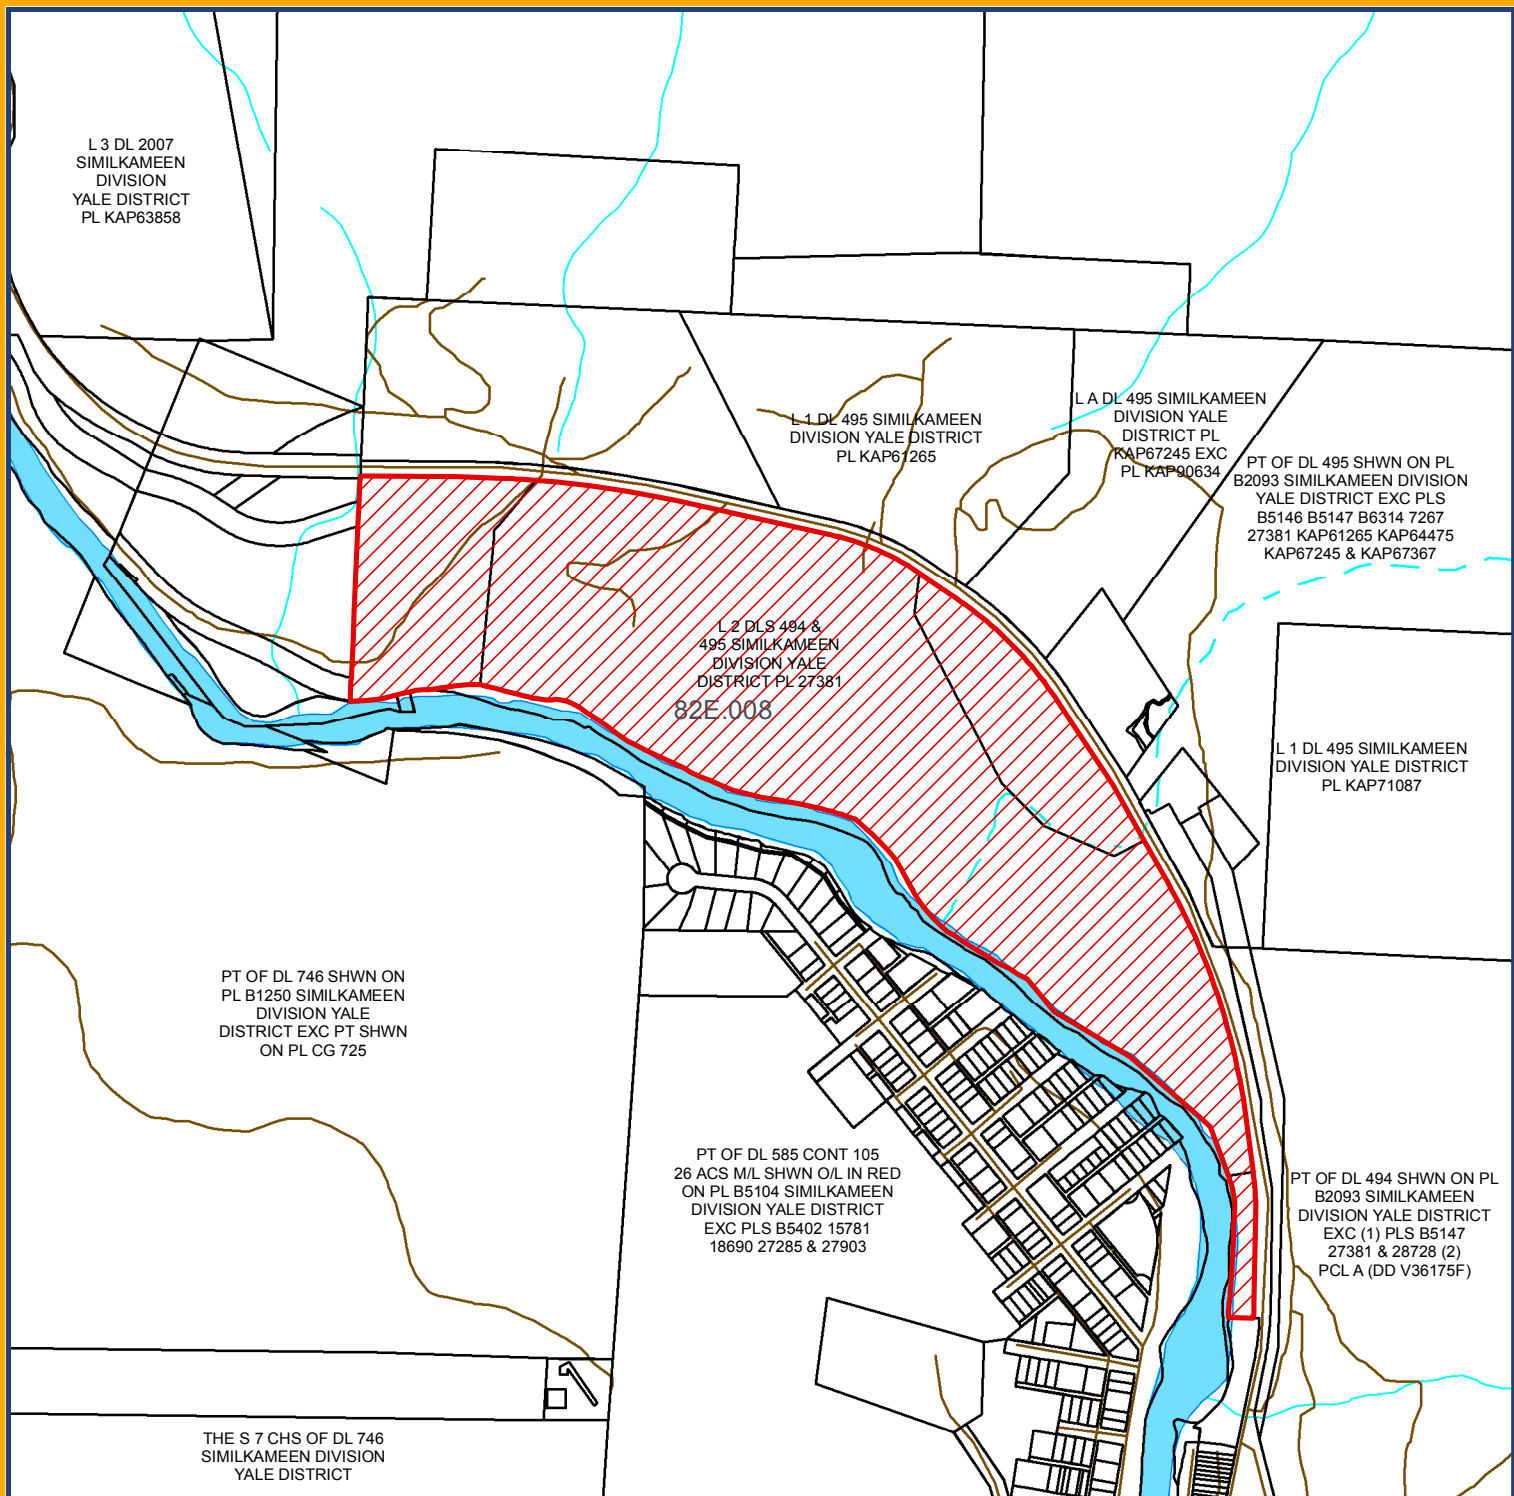 L 3 DL 2007
SIMILKAMEEN
DIVISION
YALE DISTRICT
PL KAP63858
L 1 DL 495 SIMILKAMEEN
DIVISION YALE DISTRICT
PL KAP61265
L A DL 495 SIMILKAMEEN
DIVISION YALE
DISTRICT PL
KAP67245 EXC
PL KAP90634
PT OF DL 495 SHWN ON PL
B2093 SIMILKAMEEN DIVISION
YALE DISTRICT EXC PLS
B5146 B5147 B6314 7267
27381 KAP61265 KAP64475
KAP67245 & KAP67367
L 2 DLS 494 &
495 SIMILKAMEEN
DIVISION YALE
DISTRICT PL 27381
82E.008
L 1 DL 495 SIMILKAMEEN
DIVISION YALE DISTRICT
PL KAP71087
PT OF DL 746 SHWN ON
PL B1250 SIMILKAMEEN
DIVISION YALE
DISTRICT EXC PT SHWN
ON PL CG 725
PT OF DL 585 CONT 105
26 ACS M/L SHWN O/L IN RED
ON PL B5104 SIMILKAMEEN
DIVISION YALE DISTRICT
EXC PLS B5402 15781
18690 27285 & 27903
PT OF DL 494 SHWN ON PL
B2093 SIMILKAMEEN
DIVISION YALE DISTRICT
EXC (1) PLS B5147
27381 & 28728 (2)
PCL A (DD V36175F)
THE S 7 CHS OF DL 746
SIMILKAMEEN DIVISION
YALE DISTRICT